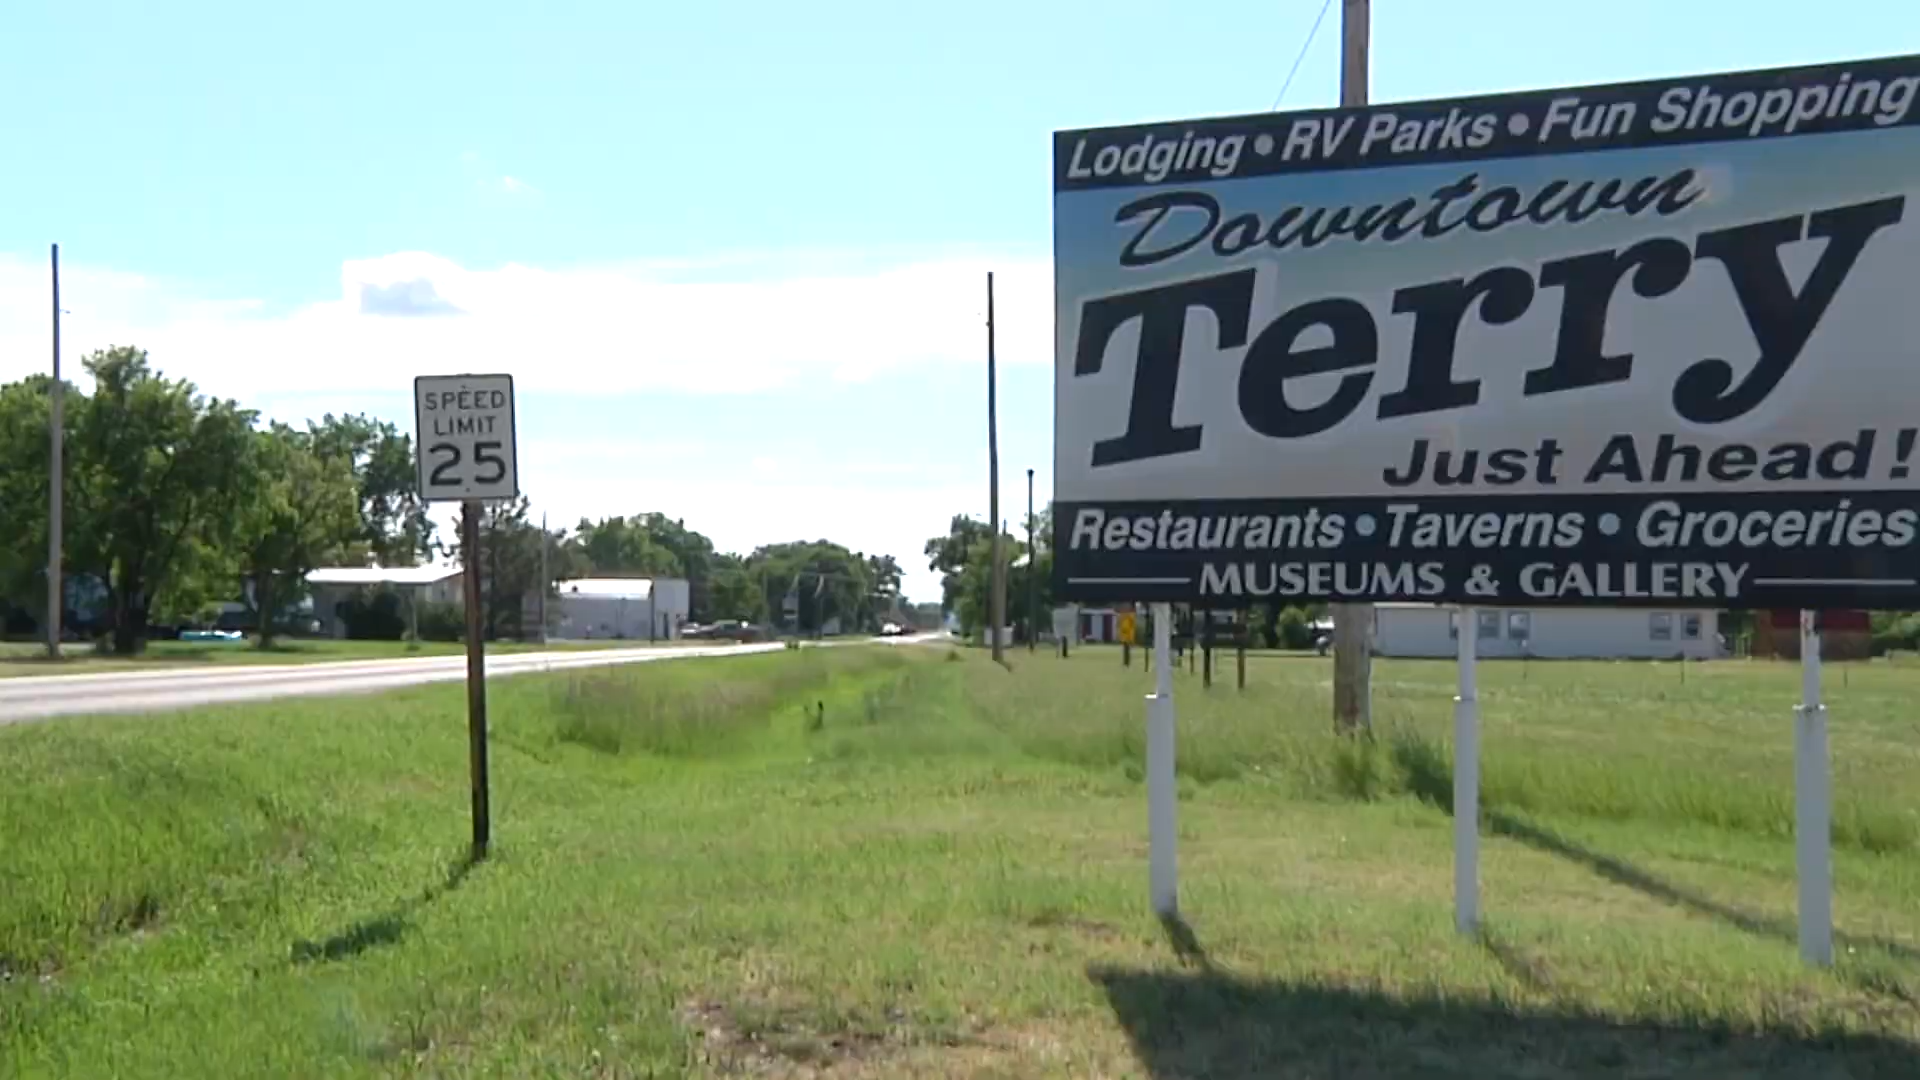 SPEED
LIMIT
25
Lodging • RV Parks • Fun Shopping
Downtown
Terry
Just Ahead!
Restaurants • Taverns • Groceries
MUSEUMS & GALLERY